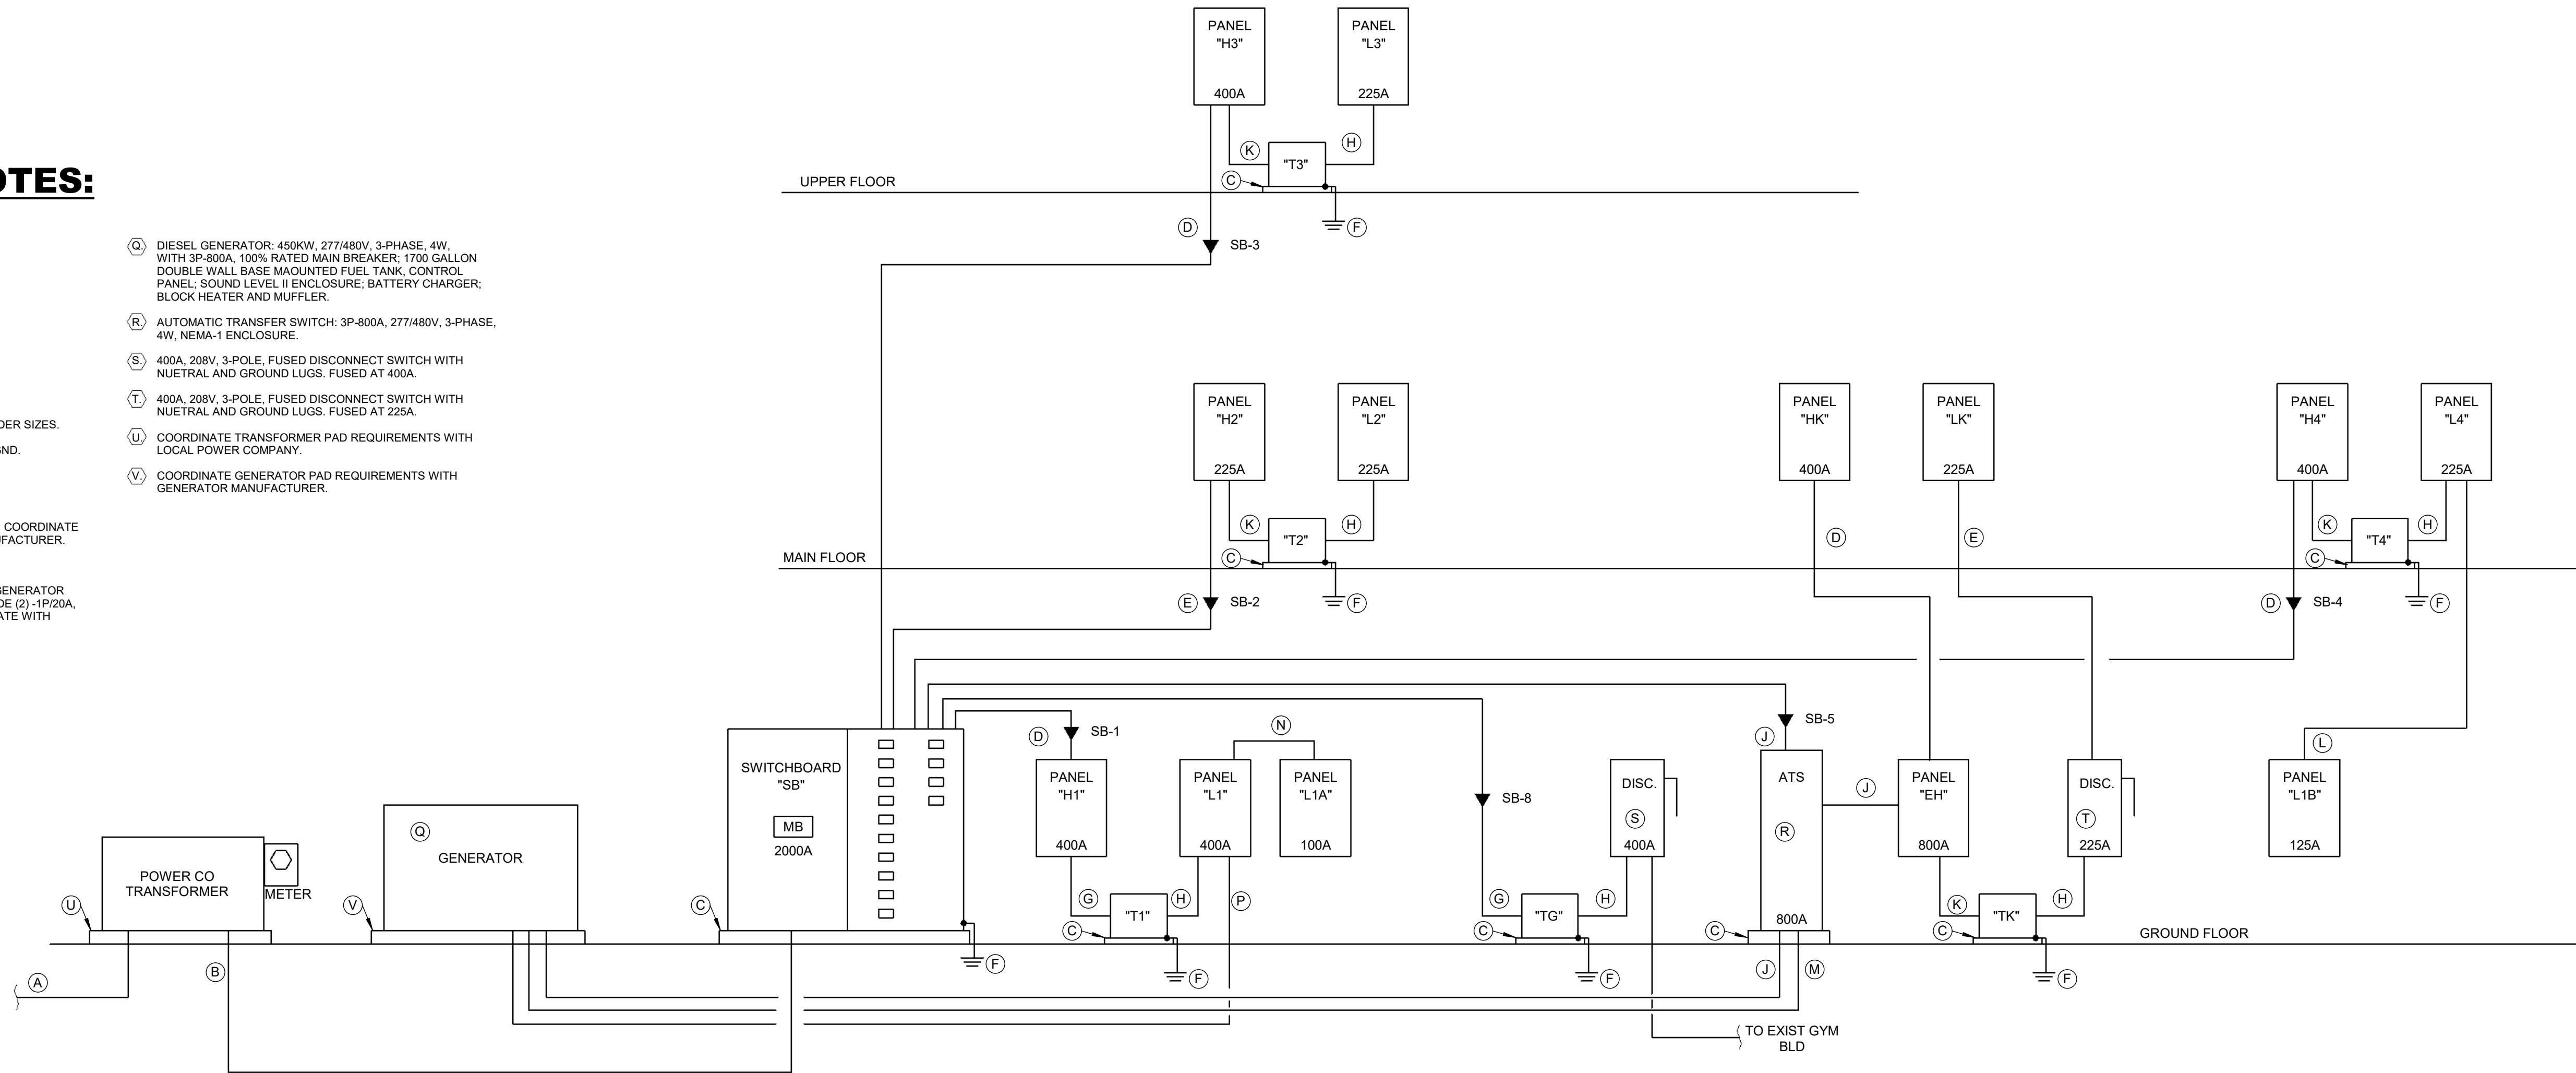 OTES:
DER SIZES.
GND.
COORDINATE
UFACTURER.
GENERATOR
DE (2) -1P/20A,
ATE WITH
Q. DIESEL GENERATOR: 450KW, 277/480V, 3-PHASE, 4W,
WITH 3P-800A, 100% RATED MAIN BREAKER; 1700 GALLON
DOUBLE WALL BASE MAOUNTED FUEL TANK, CONTROL
PANEL; SOUND LEVEL II ENCLOSURE; BATTERY CHARGER;
BLOCK HEATER AND MUFFLER.
R. AUTOMATIC TRANSFER SWITCH: 3P-800A, 277/480V, 3-PHASE,
4W, NEMA-1 ENCLOSURE.
S. 400A, 208V, 3-POLE, FUSED DISCONNECT SWITCH WITH
NUETRAL AND GROUND LUGS. FUSED AT 400A.
T. 400A, 208V, 3-POLE, FUSED DISCONNECT SWITCH WITH
NUETRAL AND GROUND LUGS. FUSED AT 225A.
U. COORDINATE TRANSFORMER PAD REQUIREMENTS WITH
LOCAL POWER COMPANY.
V. COORDINATE GENERATOR PAD REQUIREMENTS WITH
GENERATOR MANUFACTURER.
PANEL
"H3"
400A
PANEL
"L3"
225A
K
"T3"
H
C
UPPER FLOOR
F
D
SB-3
PANEL
"H2"
225A
PANEL
"L2"
225A
K
"T2"
H
C
MAIN FLOOR
F
E
SB-2
PANEL
"HK"
400A
D
PANEL
"LK"
225A
E
PANEL
"H4"
400A
PANEL
"L4"
225A
K
"T4"
H
C
F
D
SB-4
L
PANEL
"L1B"
125A
POWER CO
TRANSFORMER
METER
U
A
B
Q
GENERATOR
V
SWITCHBOARD
"SB"
MB
2000A
C
F
D
SB-1
PANEL
"H1"
400A
N
PANEL
"L1"
400A
PANEL
"L1A"
100A
G
"T1"
H
P
C
F
SB-8
DISC.
S
400A
G
"TG"
H
C
F
TO EXIST GYM
BLD
SB-5
J
ATS
R
800A
C
J
M
J
PANEL
"EH"
800A
DISC.
T
225A
K
"TK"
H
C
F
GROUND FLOOR